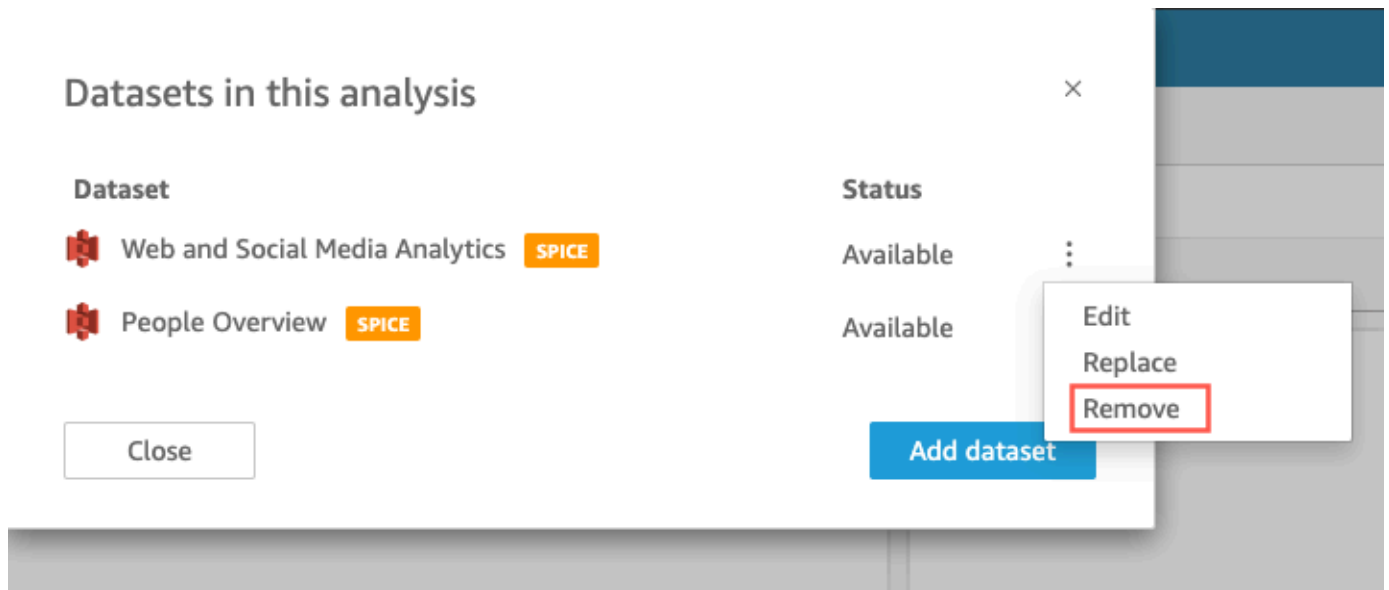 Datasets in this analysis
Dataset Status
Web and Social Media Analytics SPICE Available
People Overview SPICE Available
Edit
Replace
Remove
Close Add dataset